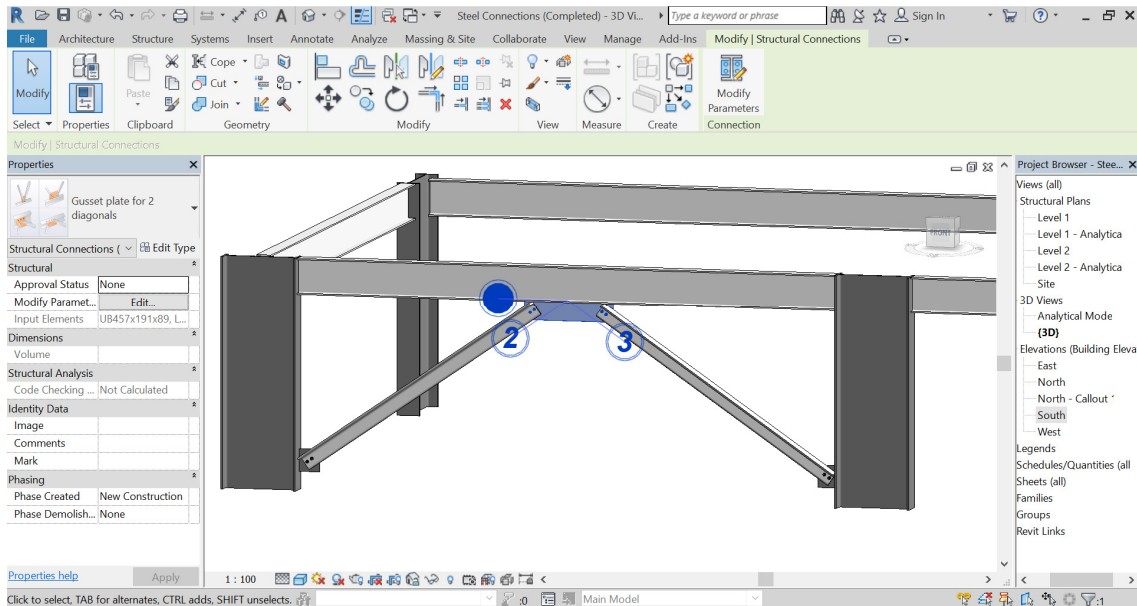 Steel Connections (Completed) - 3D Vi...
Type a keyword or phrase
Sign In
File Architecture Structure Systems Insert Annotate Analyze Massing & Site Collaborate View Manage Add-Ins Modify | Structural Connections
Modify
Paste
Cope
Cut
Join
Modify
Parameters
Select Properties Clipboard Geometry Modify View Measure Create Connection
Modify | Structural Connections
Properties
Gusset plate for 2
diagonals
Structural Connections (
Edit Type
Structural
Approval Status None
Modify Paramet... Edit...
Input Elements UB457x191x89, L...
Dimensions
Volume
Structural Analysis
Code Checking ... Not Calculated
Identity Data
Image
Comments
Mark
Phasing
Phase Created New Construction
Phase Demolish... None
Properties help
Apply
FRONT
2
3
1 : 100
Project Browser - Stee...
Views (all)
Structural Plans
Level 1
Level 1 - Analytica
Level 2
Level 2 - Analytica
Site
3D Views
Analytical Mode
{3D}
Elevations (Building Eleva
East
North
North - Callout
South
West
Legends
Schedules/Quantities (all
Sheets (all)
Families
Groups
Revit Links
Click to select, TAB for alternates, CTRL adds, SHIFT unselects.
:0
Main Model
:1